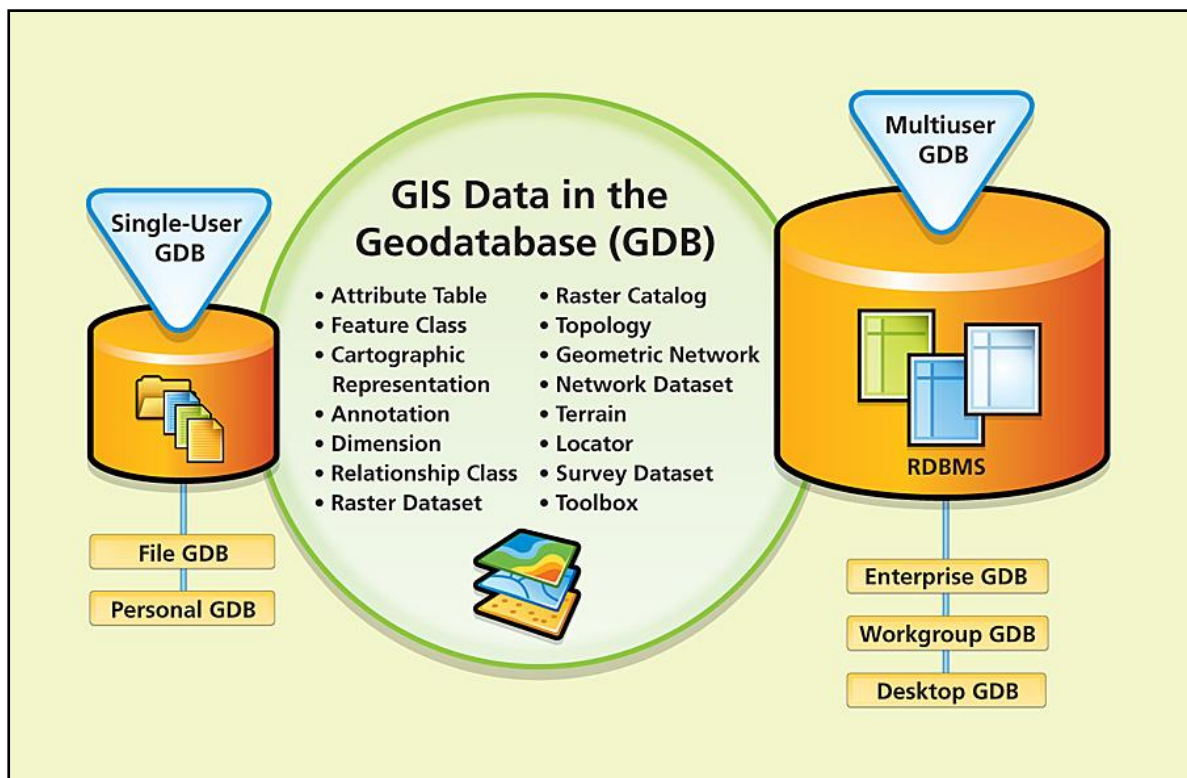 Single-User
GDB
File GDB
Personal GDB
GIS Data in the
Geodatabase (GDB)
• Attribute Table
• Feature Class
• Cartographic
Representation
• Annotation
• Dimension
• Relationship Class
• Raster Dataset
• Raster Catalog
• Topology
• Geometric Network
• Network Dataset
• Terrain
• Locator
• Survey Dataset
• Toolbox
Multiuser
GDB
RDBMS
Enterprise GDB
Workgroup GDB
Desktop GDB